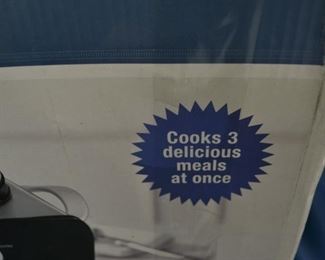 Cooks 3
delicious
meals
at once